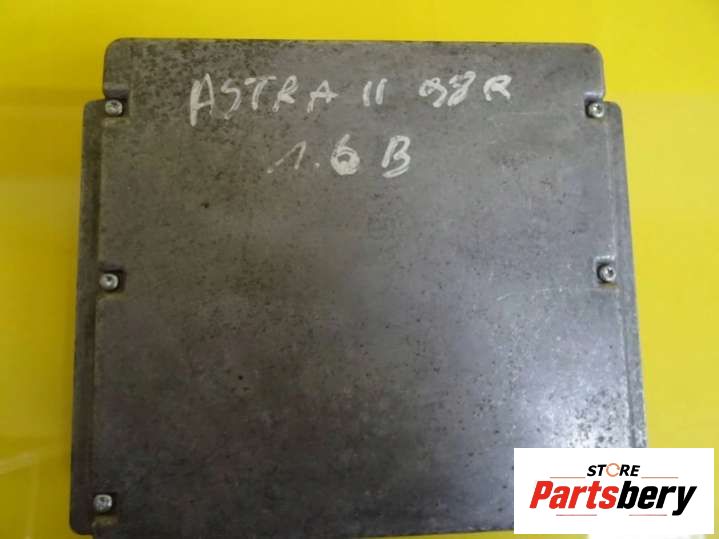 ASTRA II 98R
1.6 B
STORE
Partsbery